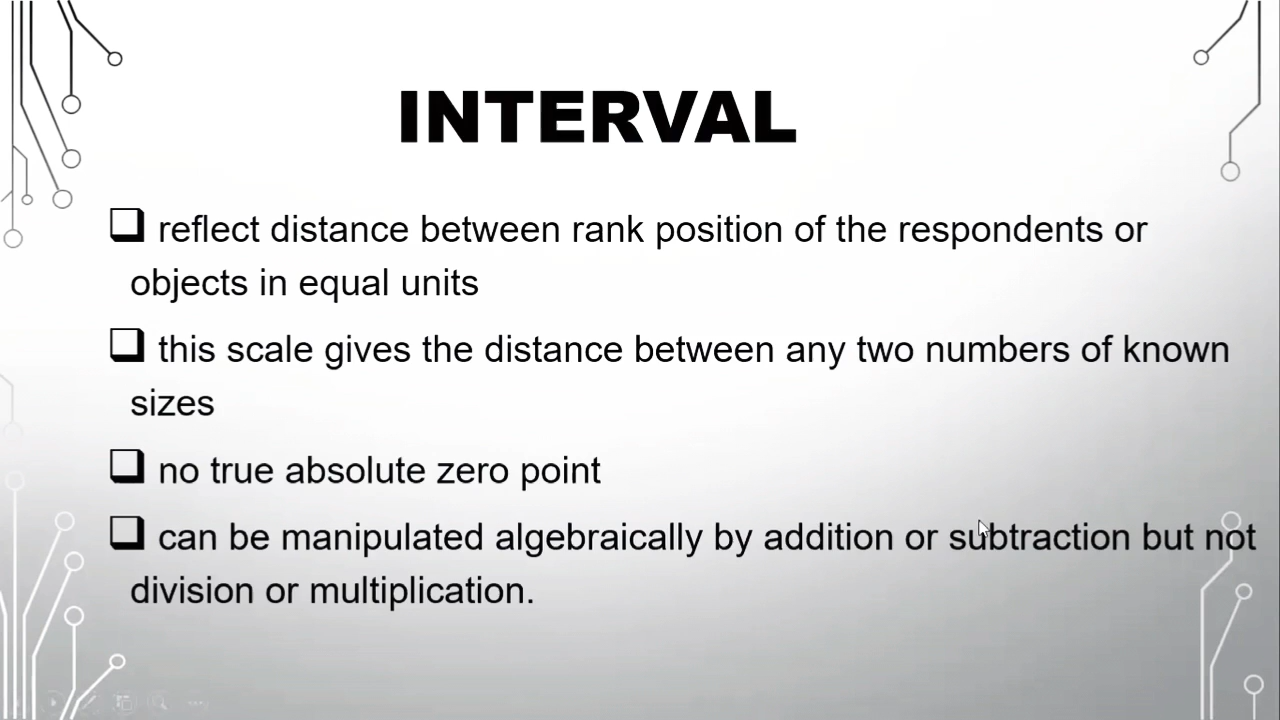 INTERVAL
reflect distance between rank position of the respondents or
objects in equal units
this scale gives the distance between any two numbers of known
sizes
no true absolute zero point
can be manipulated algebraically by addition or subtraction but not
division or multiplication.